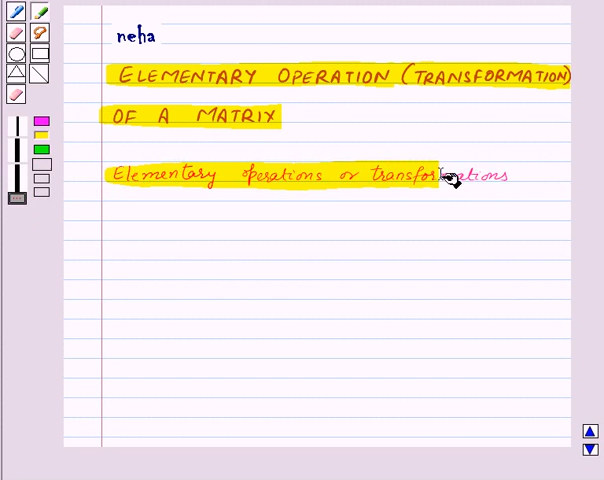 neha
ELEMENTARY OPERATION (TRANSFORMATION)
OF A MATRIX
Elementary operations or transformations